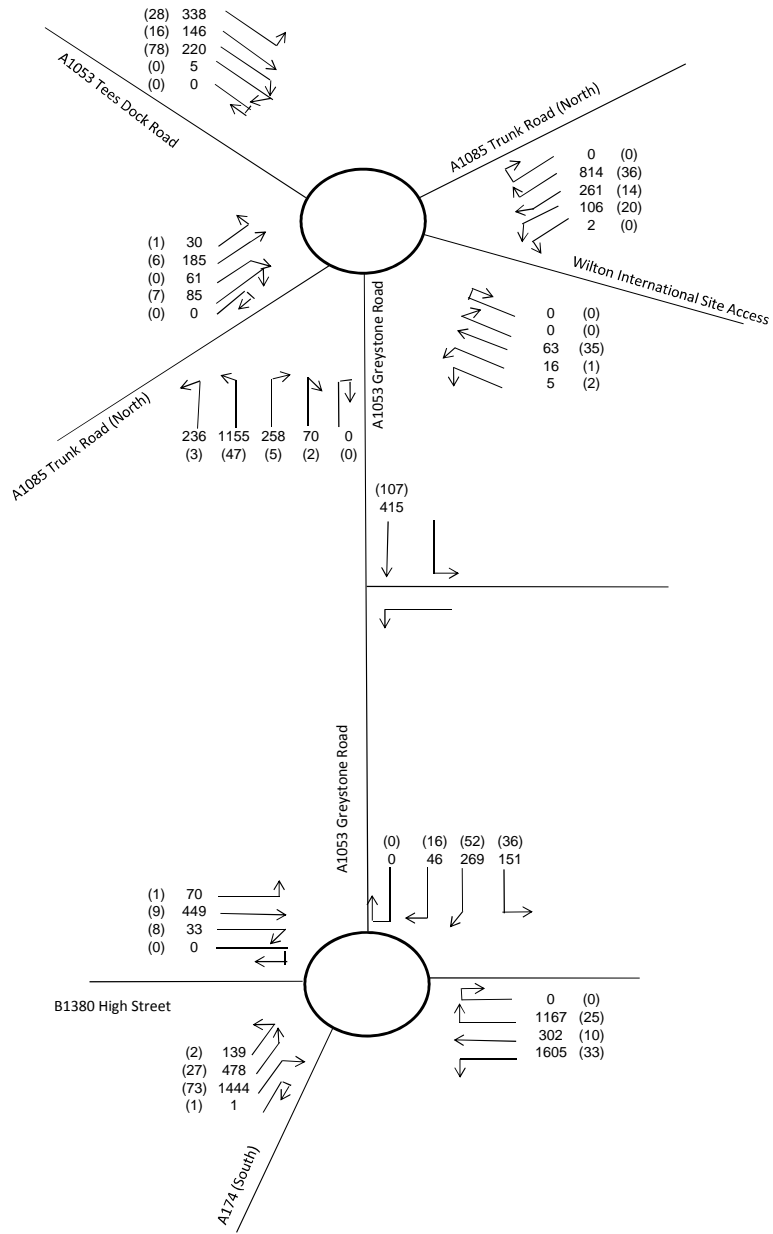 (28) 338
(16) 146
(78) 220
(0) 5
(0) 0
A1053 Tees Dock Road
A1085 Trunk Road (North)
0 (0)
814 (36)
261 (14)
106 (20)
2 (0)
(1) 30
(6) 185
(0) 61
(7) 85
(0) 0
Wilton International Site Access
0 (0)
0 (0)
63 (35)
16 (1)
5 (2)
A1085 Trunk Road (North)
A1053 Greystone Road
236 1155 258 70 0
(3) (47) (5) (2) (0)
(107)
415
A1053 Greystone Road
(0) (16) (52) (36)
0 46 269 151
(1) 70
(9) 449
(8) 33
(0) 0
B1380 High Street
0 (0)
1167 (25)
302 (10)
1605 (33)
(2) 139
(27) 478
(73) 1444
(1) 1
A174 (South)